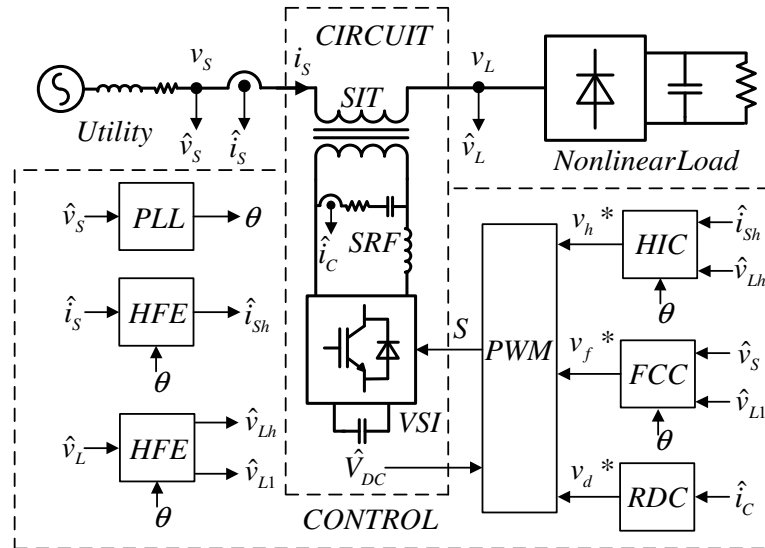 CIRCUIT
v_S
i_S
v_L
SIT
Utility
v̂_S
î_S
v̂_L
NonlinearLoad
v̂_S
PLL
θ
î_C
SRF
v_h *
HIC
î_Sh
v̂_Lh
θ
î_S
HFE
î_Sh
θ
S
PWM
v_f *
FCC
v̂_S
v̂_L1
θ
v̂_L
HFE
v̂_Lh
v̂_L1
θ
VSI
V̂_DC
v_d *
RDC
î_C
CONTROL